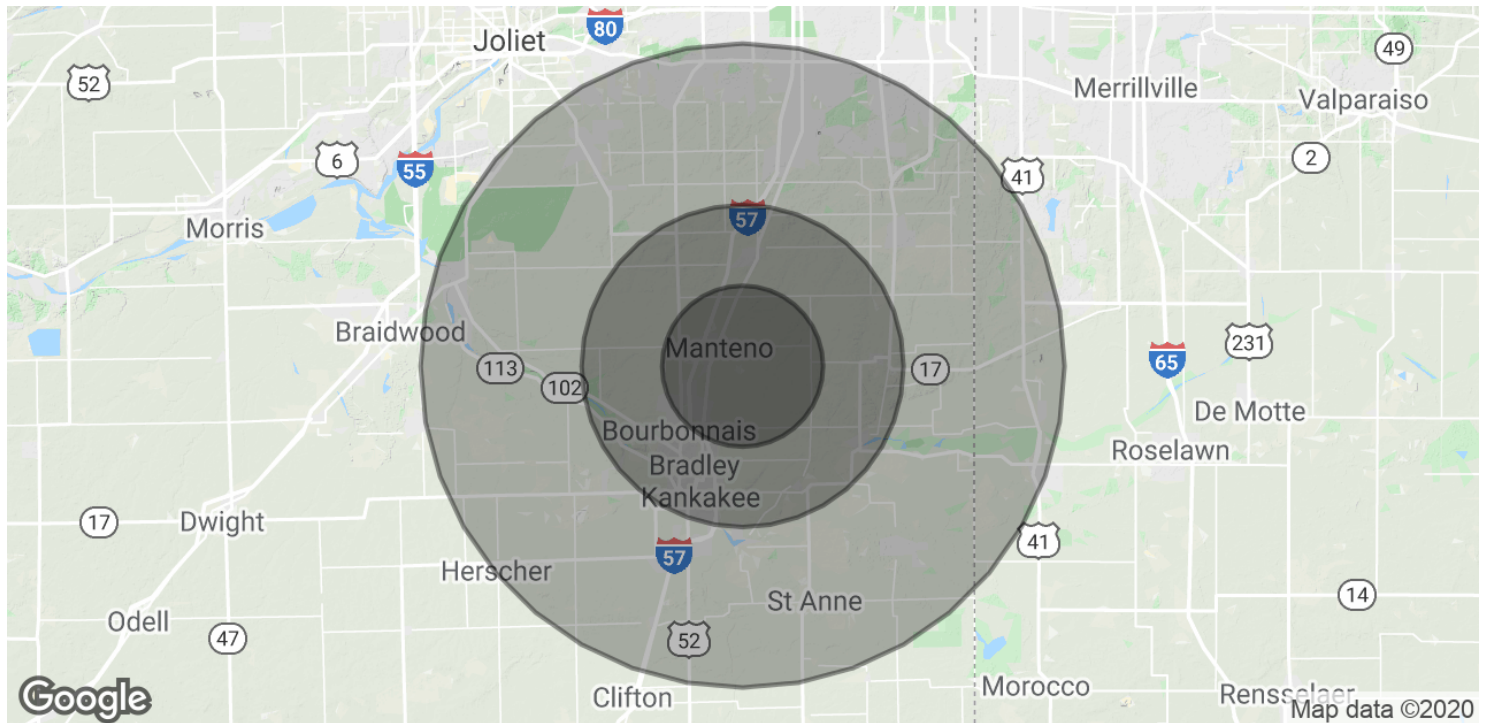 80
Joliet
49
52
Merrillville
Valparaiso
6
2
55
41
57
Morris
Braidwood
231
Manteno
65
113
17
102
De Motte
Bourbonnais
Roselawn
Bradley
Kankakee
17
Dwight
41
57
Herscher
14
St Anne
Odell
47
52
Google
Clifton
Morocco
Rensselaer
Map data ©2020